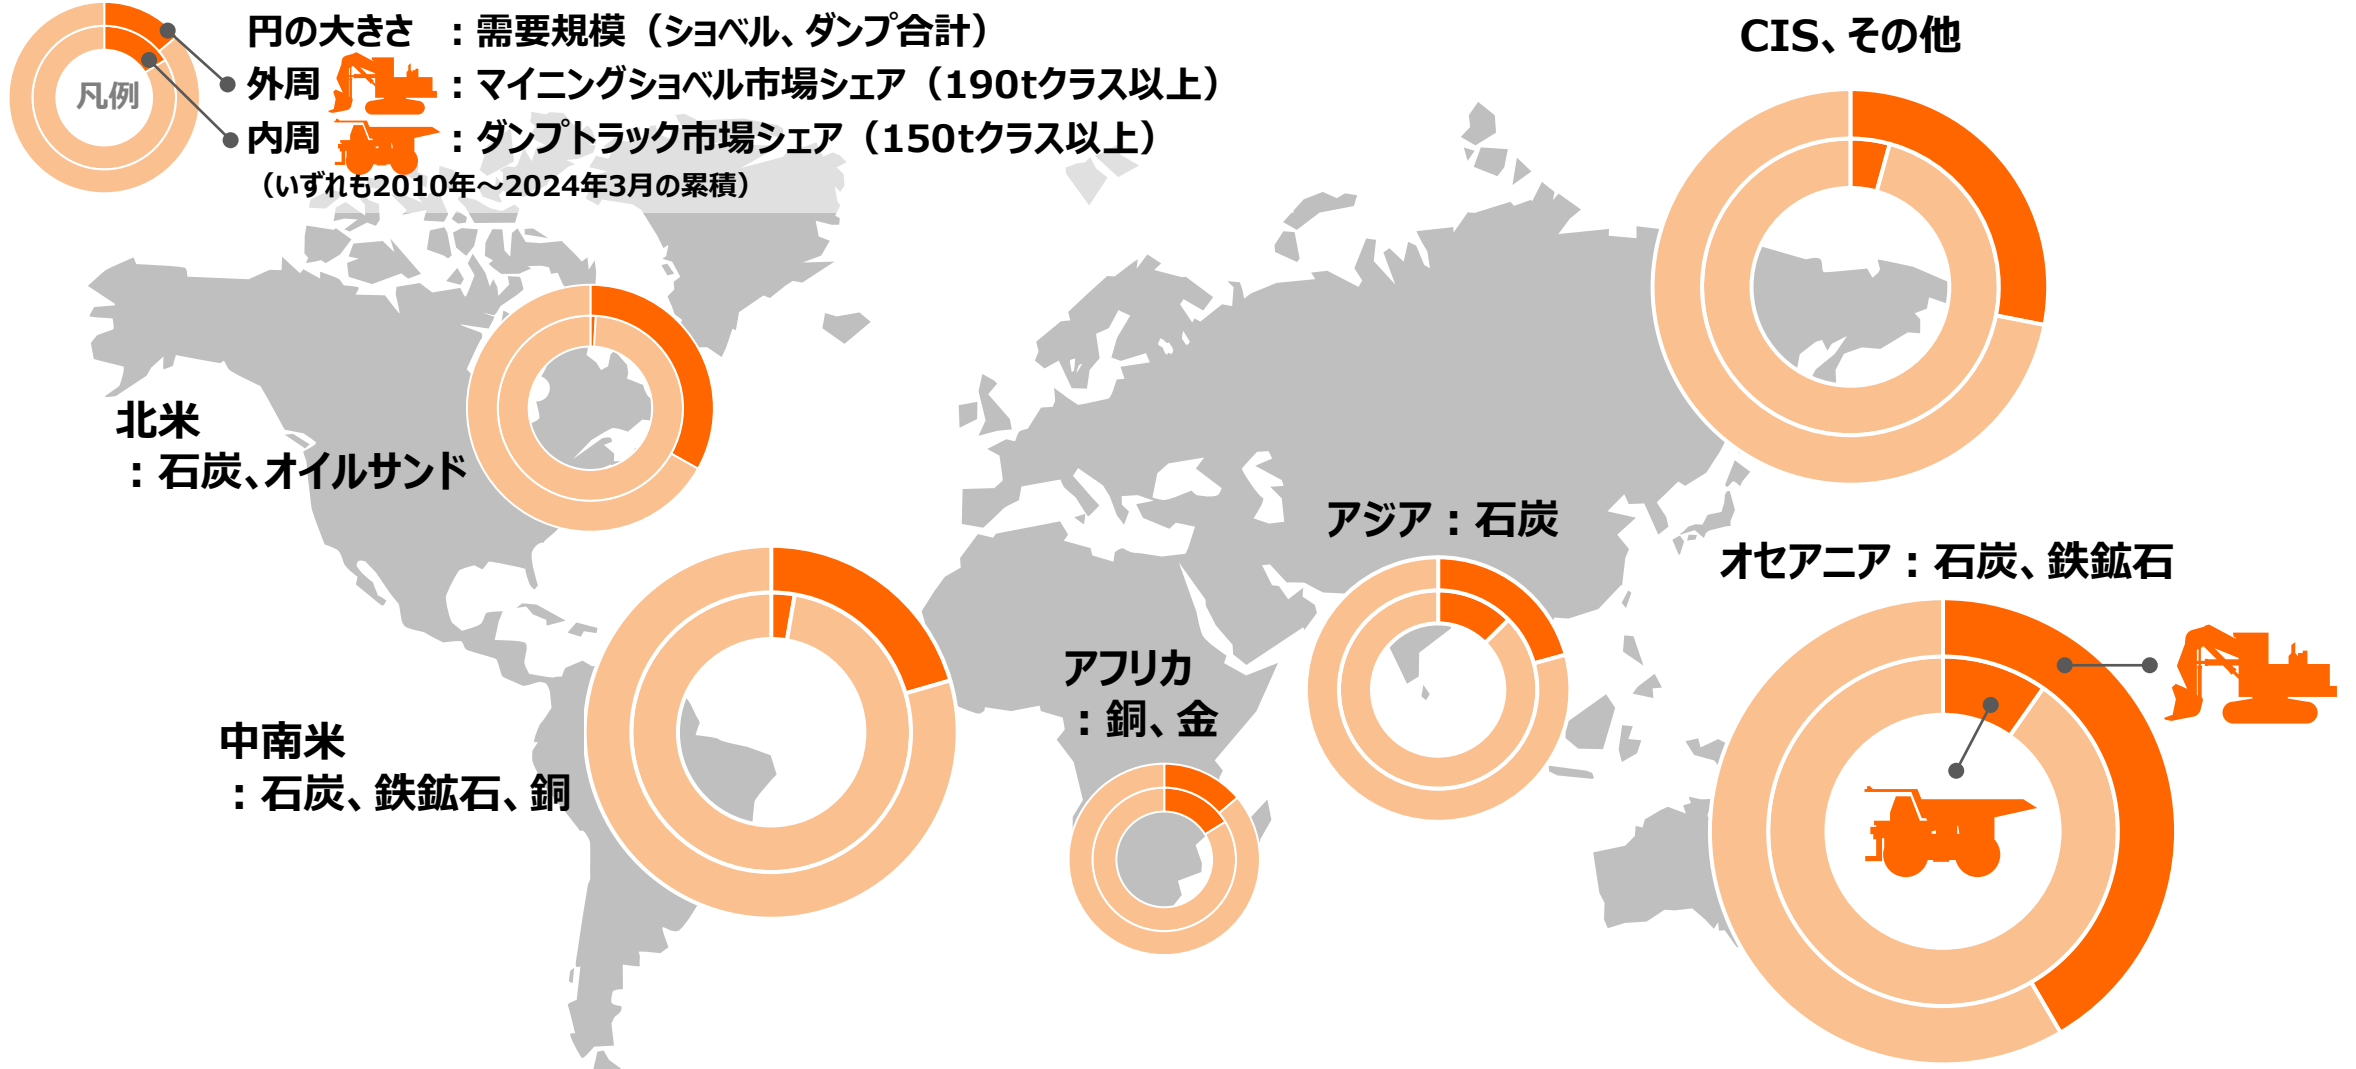 凡例
円の大きさ ：需要規模（ショベル、ダンプ合計）
外周 ：マイニングショベル市場シェア（190tクラス以上）
内周 ：ダンプトラック市場シェア（150tクラス以上）
（いずれも2010年～2024年3月の累積）
CIS、その他
北米
：石炭、オイルサンド
アジア：石炭
オセアニア：石炭、鉄鉱石
アフリカ
：銅、金
中南米
：石炭、鉄鉱石、銅